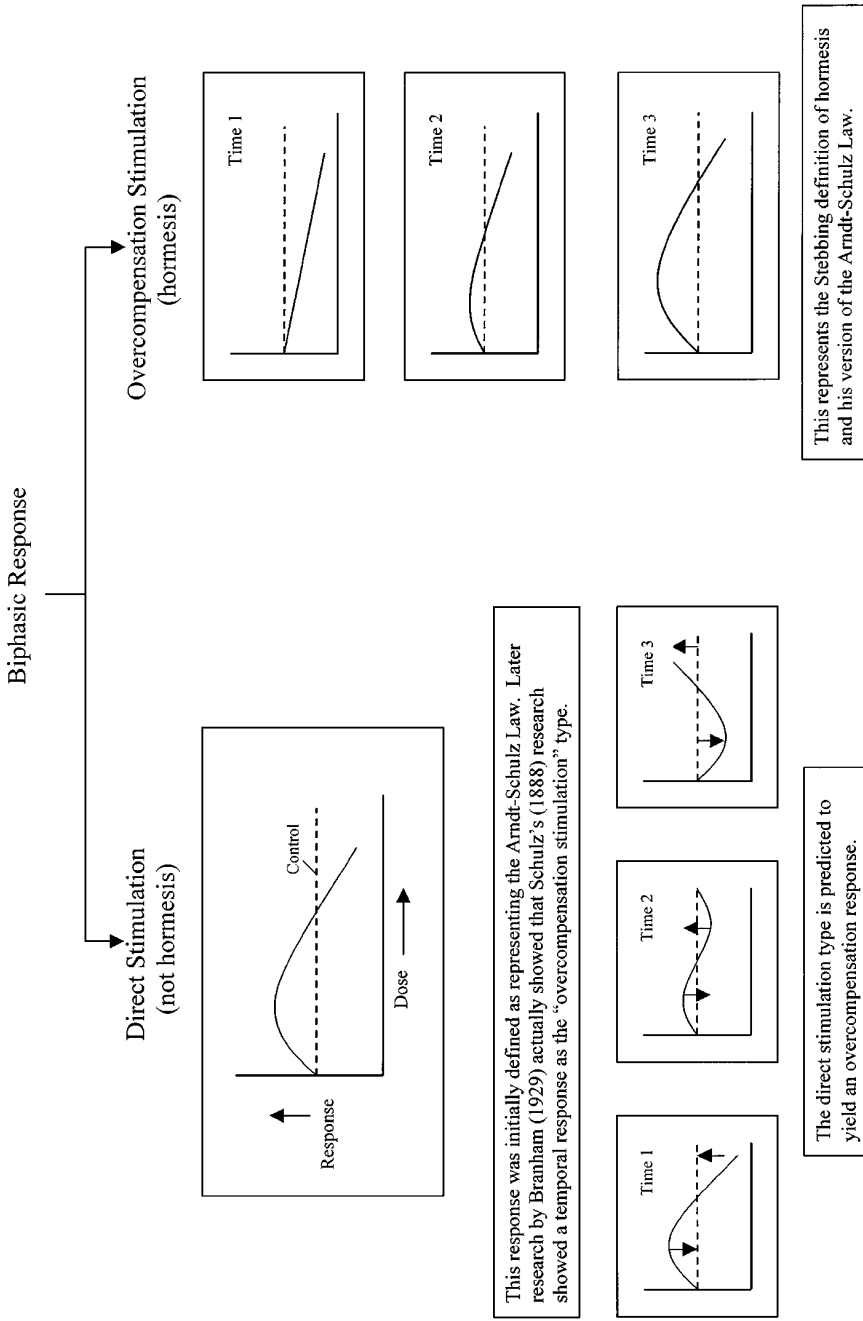 Biphasic Response
Direct Stimulation
(not hormesis)
Response
Control
Dose
This response was initially defined as representing the Arndt-Schulz Law. Later
research by Branham (1929) actually showed that Schulz's (1888) research
showed a temporal response as the “overcompensation stimulation” type.
Time 1
Time 2
Time 3
The direct stimulation type is predicted to
yield an overcompensation response.
Overcompensation Stimulation
(hormesis)
Time 1
Time 2
Time 3
This represents the Stebbing definition of hormesis
and his version of the Arndt-Schulz Law.